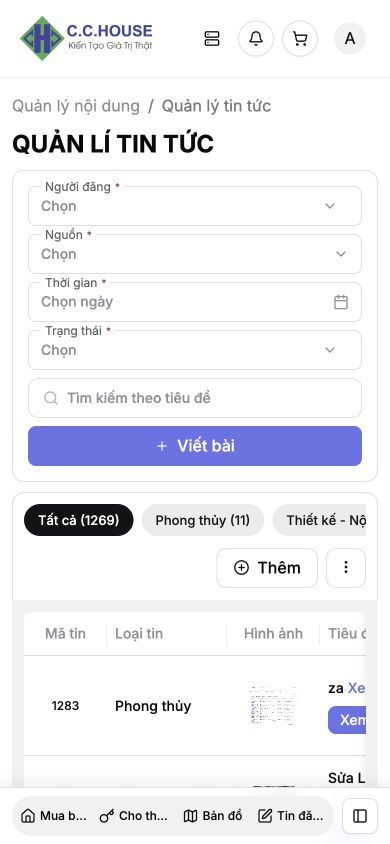 C.C.HOUSE
Kiến Tạo Giá Trị Thật
A
Quản lý nội dung / Quản lý tin tức
QUẢN LÍ TIN TỨC
Người đăng *
Chọn
Nguồn *
Chọn
Thời gian *
Chọn ngày
Trạng thái *
Chọn
Tìm kiếm theo tiêu đề
+ Viết bài
Tất cả (1269) Phong thủy (11) Thiết kế - Nộ
Thêm
Mã tin Loại tin Hình ảnh Tiêu đ
1283 Phong thủy za Xe
Xem
Sửa L
Mua b... Cho th... Bản đồ Tin đă...